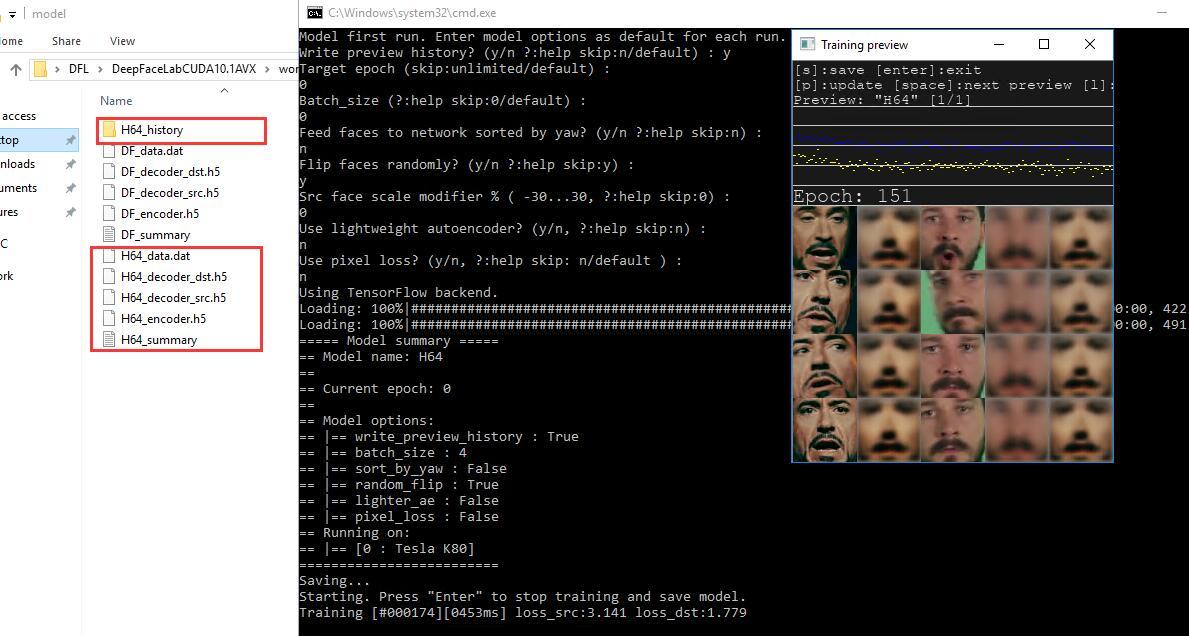 model
C:\Windows\system32\cmd.exe
ome Share View
DFL DeepFaceLabCUDA10.1AVX wor
Name
access
top
nloads
uments
ures
C
ork
H64_history
DF_data.dat
DF_decoder_dst.h5
DF_decoder_src.h5
DF_encoder.h5
DF_summary
H64_data.dat
H64_decoder_dst.h5
H64_decoder_src.h5
H64_encoder.h5
H64_summary
Model first run. Enter model options as default for each run.
Write preview history? (y/n ?:help skip:n/default) : y
Target epoch (skip:unlimited/default) :
0
Batch_size (?:help skip:0/default) :
0
Feed faces to network sorted by yaw? (y/n ?:help skip:n) :
n
Flip faces randomly? (y/n ?:help skip:y) :
y
Src face scale modifier % ( -30...30, ?:help skip:0) :
0
Use lightweight autoencoder? (y/n, ?:help skip:n) :
n
Use pixel loss? (y/n, ?:help skip: n/default ) :
n
Using TensorFlow backend.
Loading: 100%|############################################### 0:00, 422
Loading: 100%|############################################### 0:00, 491
===== Model summary =====
== Model name: H64
==
== Current epoch: 0
==
== Model options:
== |== write_preview_history : True
== |== batch_size : 4
== |== sort_by_yaw : False
== |== random_flip : True
== |== lighter_ae : False
== |== pixel_loss : False
== Running on:
== |== [0 : Tesla K80]
=========================
Saving...
Starting. Press "Enter" to stop training and save model.
Training [#000174][0453ms] loss_src:3.141 loss_dst:1.779
Training preview
[s]:save [enter]:exit
[p]:update [space]:next preview [l]:
Preview: "H64" [1/1]
Epoch: 151